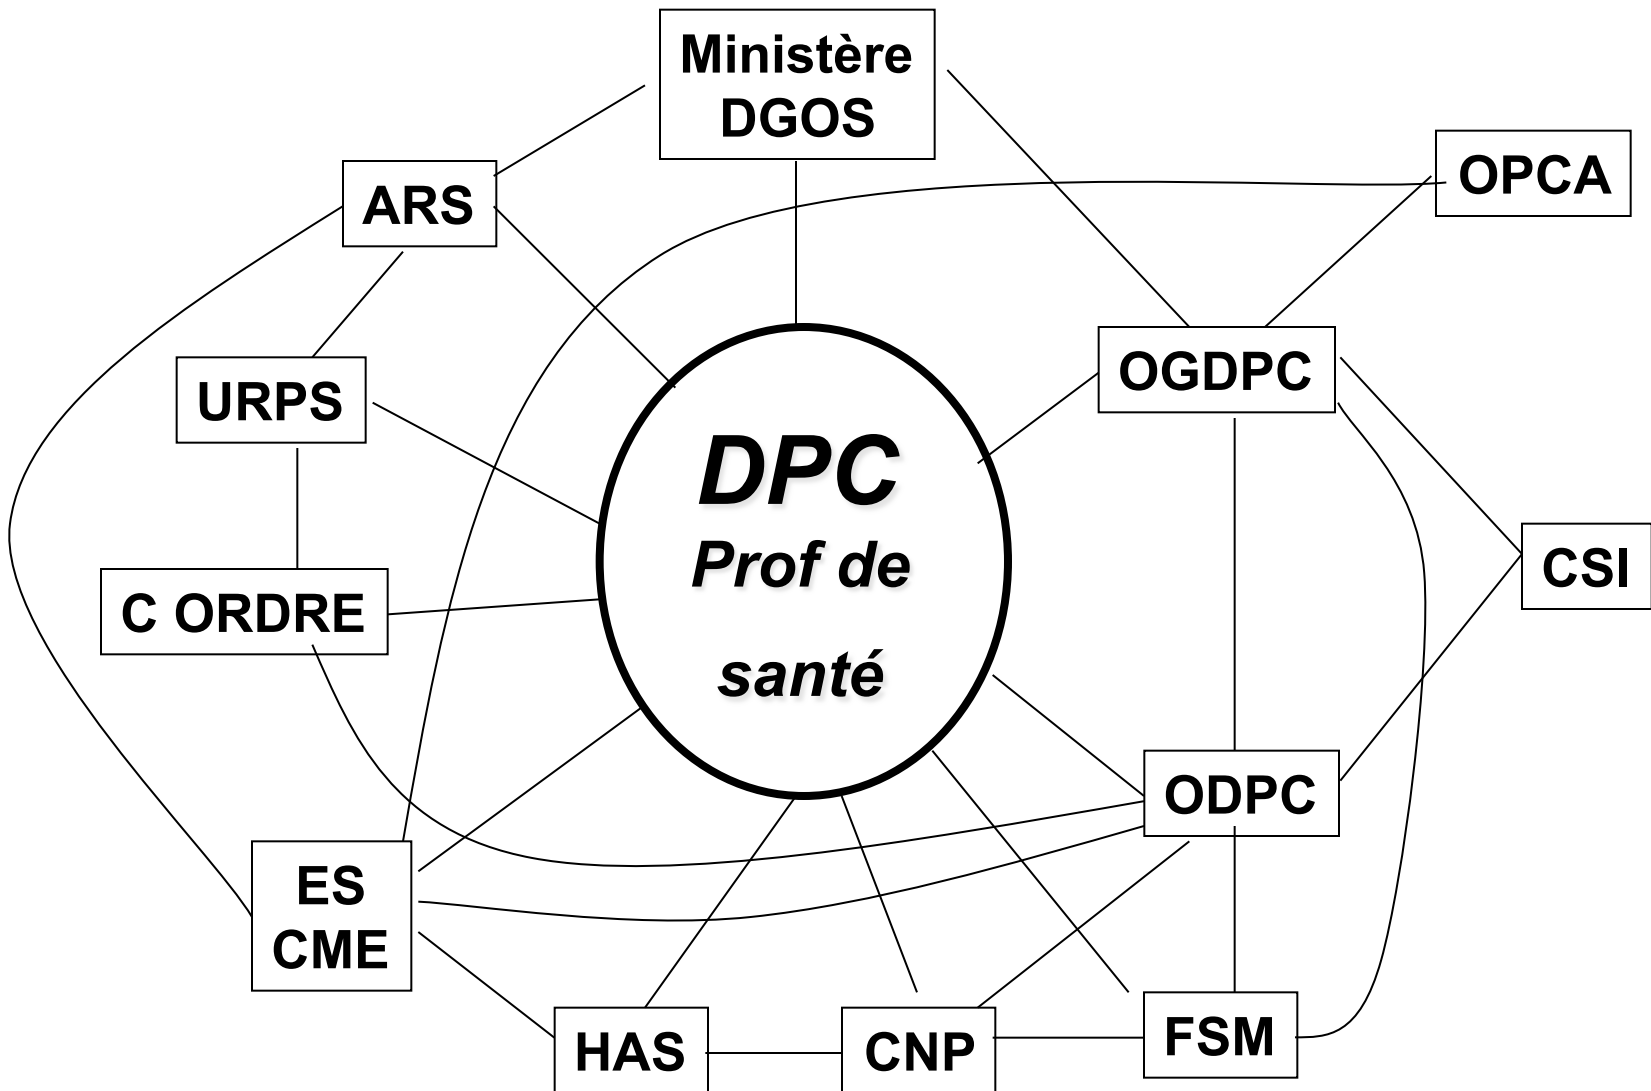 Ministère
DGOS
OPCA
ARS
OGDPC
URPS
DPC
Prof de
santé
CSI
C ORDRE
ODPC
ES
CME
HAS
CNP
FSM